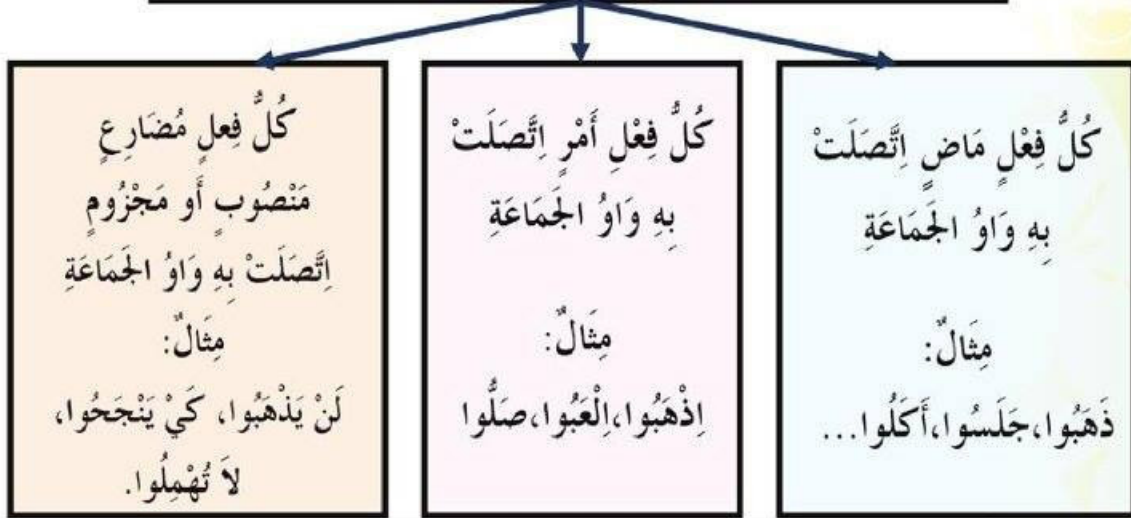 كُلُّ فِعْلٍ مَاضٍ اِتَّصَلَتْ
بِهِ وَاوُ الجَمَاعَةِ
مِثَالٌ:
ذَهَبُوا،جَلَسُوا،أَكَلُوا...
كُلُّ فِعْلِ أَمْرٍ اِتَّصَلَتْ
بِهِ وَاوُ الجَمَاعَةِ
مِثَالٌ:
اِذْهَبُوا،اِلْعَبُوا،صَلُّوا
كُلُّ فِعلٍ مُضَارِعٍ
مَنْصُوبٍ أَو مَجْزُومٍ
اِتَّصَلَتْ بِهِ وَاوُ الجَمَاعَةِ
مِثَالٌ:
لَنْ يَذْهَبُوا، كَيْ يَنْجَحُوا،
لاَ تُهْمِلُوا.